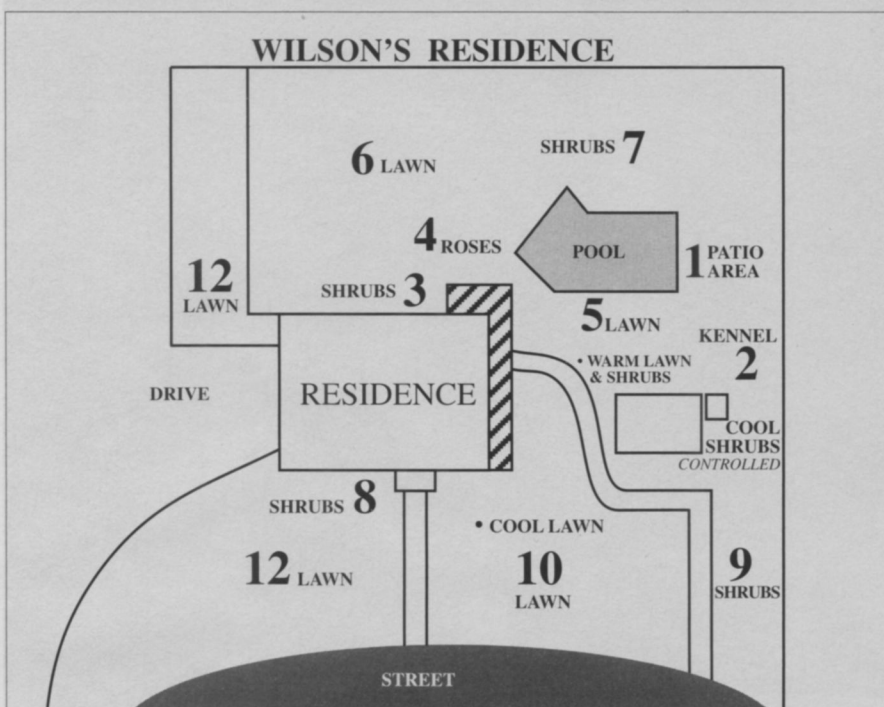 WILSON'S RESIDENCE
SHRUBS 7
6 LAWN
4 ROSES
POOL
1 PATIO
AREA
12
LAWN
SHRUBS 3
5 LAWN
KENNEL
2
• WARM LAWN
& SHRUBS
DRIVE
RESIDENCE
COOL
SHRUBS
CONTROLLED
SHRUBS 8
• COOL LAWN
12 LAWN
10
LAWN
9
SHRUBS
STREET